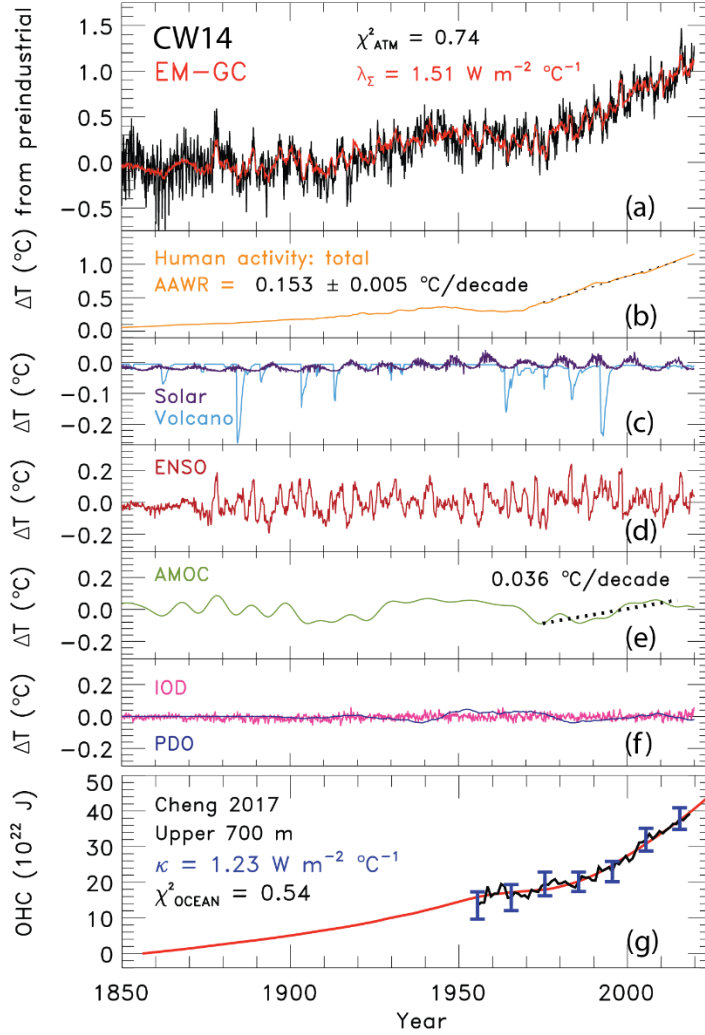 CW14
χ²ATM = 0.74
EM−GC
λΣ = 1.51 W m−2 °C−1
ΔT (°C) from preindustrial
1.5
1.0
0.5
0.0
−0.5
(a)
Human activity: total
AAWR = 0.153 ± 0.005 °C/decade
ΔT (°C)
1.0
0.5
0.0
(b)
ΔT (°C)
0.0
−0.1
−0.2
Solar
Volcano
(c)
ENSO
ΔT (°C)
0.2
0.0
−0.2
(d)
AMOC
0.036 °C/decade
ΔT (°C)
0.2
0.0
−0.2
(e)
IOD
ΔT (°C)
0.2
0.0
−0.2
PDO
(f)
OHC (10²² J)
50
40
30
20
10
0
Cheng 2017
Upper 700 m
κ = 1.23 W m−2 °C−1
χ²OCEAN = 0.54
(g)
1850 1900 1950 2000
Year